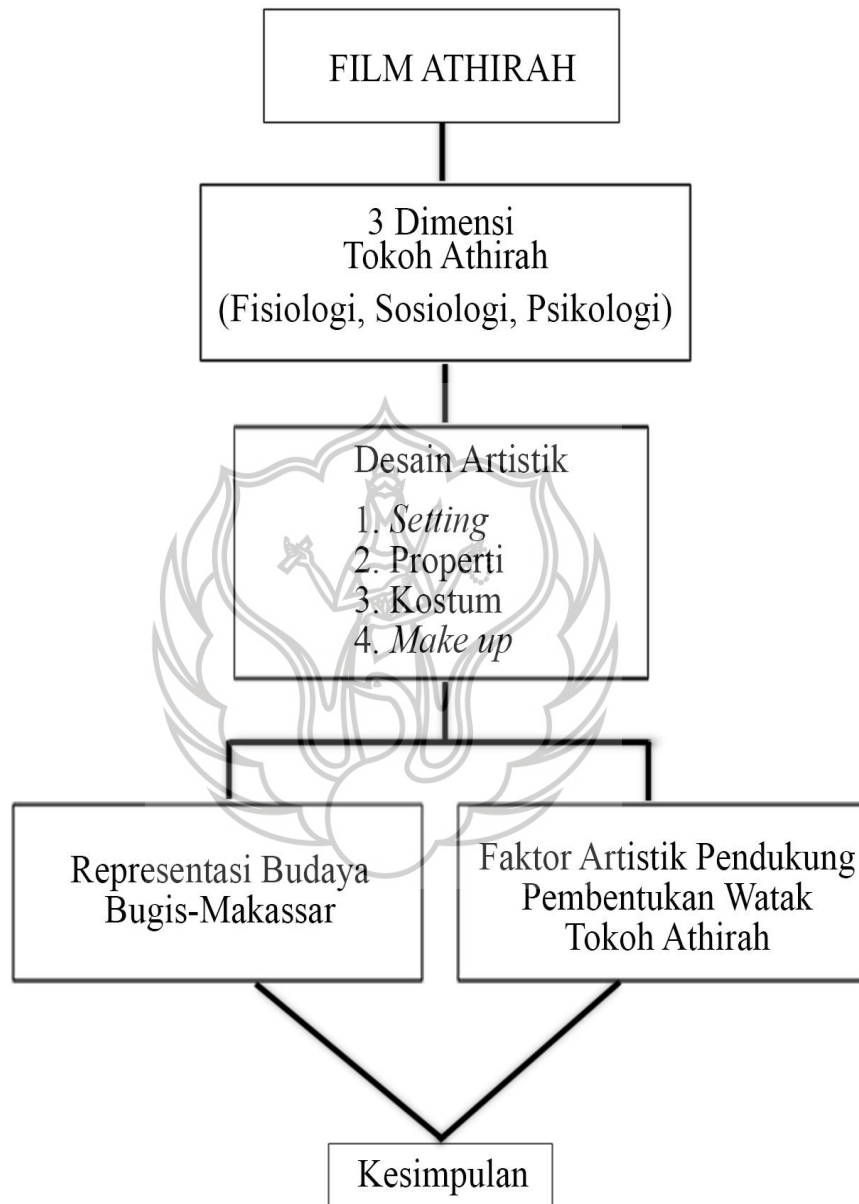 FILM ATHIRAH
3 Dimensi
Tokoh Athirah
(Fisiologi, Sosiologi, Psikologi)
Desain Artistik
1. Setting
2. Properti
3. Kostum
4. Make up
Representasi Budaya
Bugis-Makassar
Faktor Artistik Pendukung
Pembentukan Watak
Tokoh Athirah
Kesimpulan